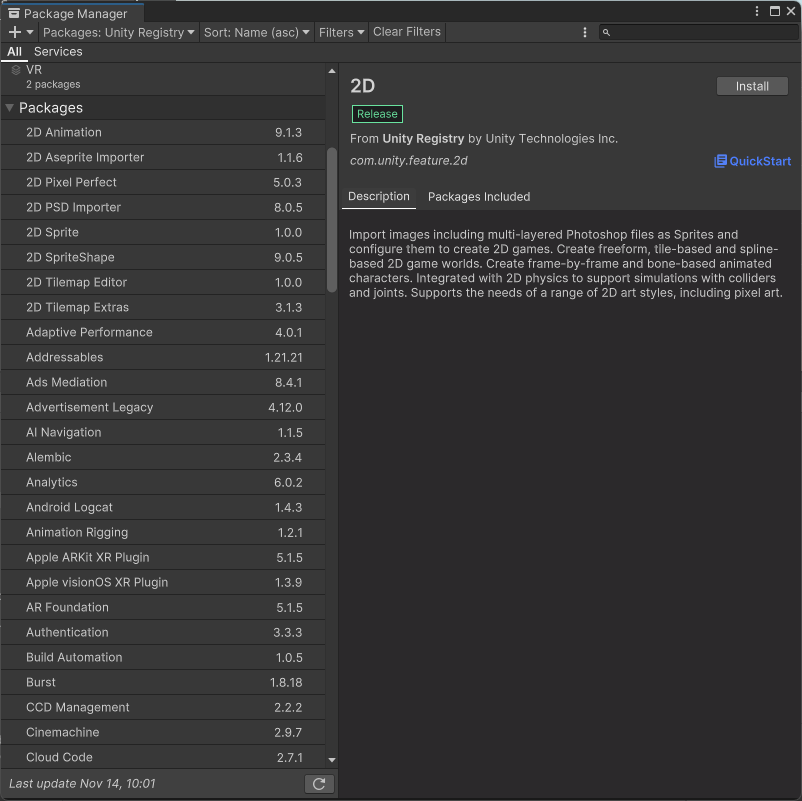 Package Manager
Packages: Unity Registry Sort: Name (asc) Filters Clear Filters
All Services
VR
2 packages
Packages
2D Animation 9.1.3
2D Aseprite Importer 1.1.6
2D Pixel Perfect 5.0.3
2D PSD Importer 8.0.5
2D Sprite 1.0.0
2D SpriteShape 9.0.5
2D Tilemap Editor 1.0.0
2D Tilemap Extras 3.1.3
Adaptive Performance 4.0.1
Addressables 1.21.21
Ads Mediation 8.4.1
Advertisement Legacy 4.12.0
AI Navigation 1.1.5
Alembic 2.3.4
Analytics 6.0.2
Android Logcat 1.4.3
Animation Rigging 1.2.1
Apple ARKit XR Plugin 5.1.5
Apple visionOS XR Plugin 1.3.9
AR Foundation 5.1.5
Authentication 3.3.3
Build Automation 1.0.5
Burst 1.8.18
CCD Management 2.2.2
Cinemachine 2.9.7
Cloud Code 2.7.1
Last update Nov 14, 10:01
2D
Install
Release
From Unity Registry by Unity Technologies Inc.
com.unity.feature.2d
QuickStart
Description Packages Included
Import images including multi-layered Photoshop files as Sprites and
configure them to create 2D games. Create freeform, tile-based and spline-
based 2D game worlds. Create frame-by-frame and bone-based animated
characters. Integrated with 2D physics to support simulations with colliders
and joints. Supports the needs of a range of 2D art styles, including pixel art.